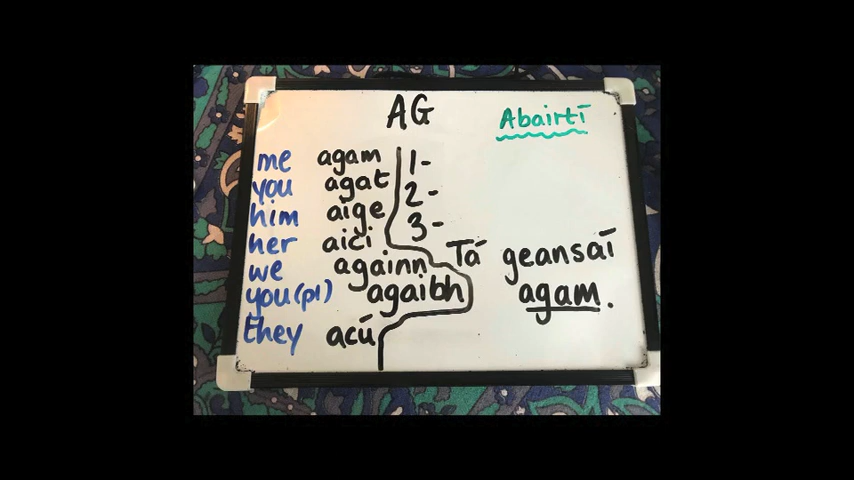 AG
Abairtí
me agam 1-
you agat 2-
him aige 3-
her aici
we againn
you(pl) agaibh
they acú
Tá geansaí
agam.